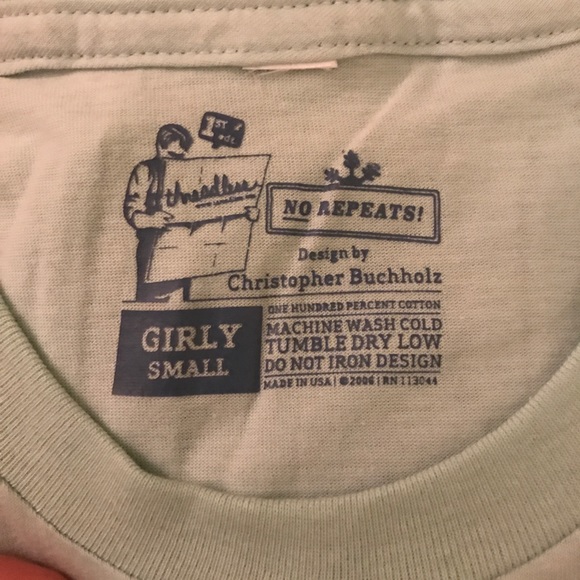 1ST
threadless
NO REPEATS!
Design by
Christopher Buchholz
GIRLY
SMALL
ONE HUNDRED PERCENT COTTON
MACHINE WASH COLD
TUMBLE DRY LOW
DO NOT IRON DESIGN
MADE IN USA | © 2006 | RN 113044